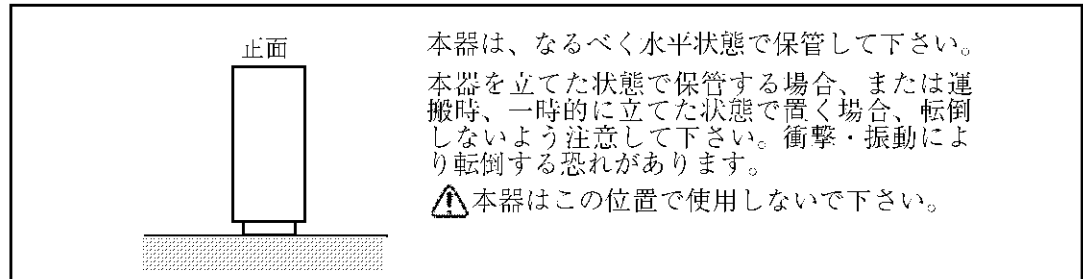 正面
本器は、なるべく水平状態で保管して下さい。
本器を立てた状態で保管する場合、または運
搬時、一時的に立てた状態で置く場合、転倒
しないよう注意して下さい。衝撃・振動によ
り転倒する恐れがあります。
本器はこの位置で使用しないで下さい。